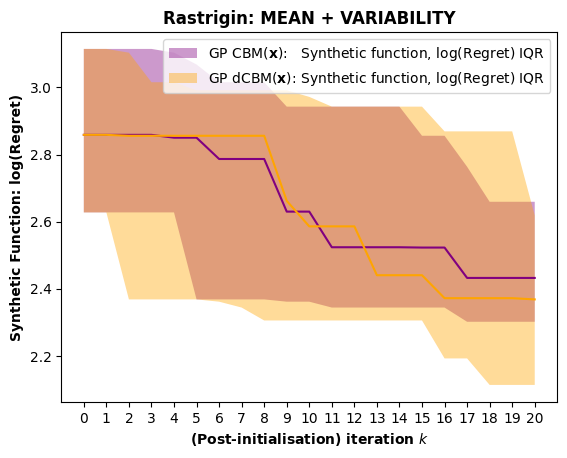 Rastrigin: MEAN + VARIABILITY
GP CBM(x): Synthetic function, log(Regret) IQR
GP dCBM(x): Synthetic function, log(Regret) IQR
Synthetic Function: log(Regret)
3.0
2.8
2.6
2.4
2.2
0 1 2 3 4 5 6 7 8 9 10 11 12 13 14 15 16 17 18 19 20
(Post-initialisation) iteration k